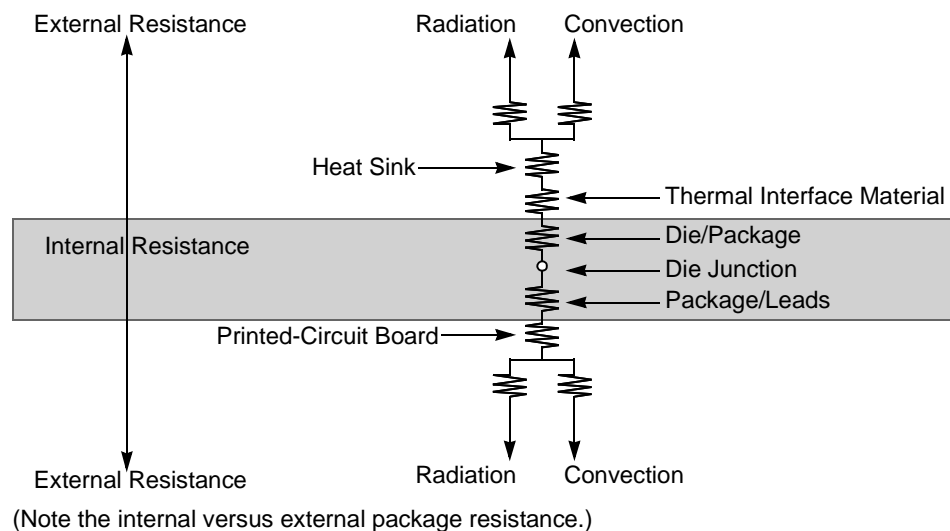 External Resistance
Radiation
Convection
Heat Sink
Thermal Interface Material
Die/Package
Internal Resistance
Die Junction
Package/Leads
Printed-Circuit Board
External Resistance
Radiation
Convection
(Note the internal versus external package resistance.)